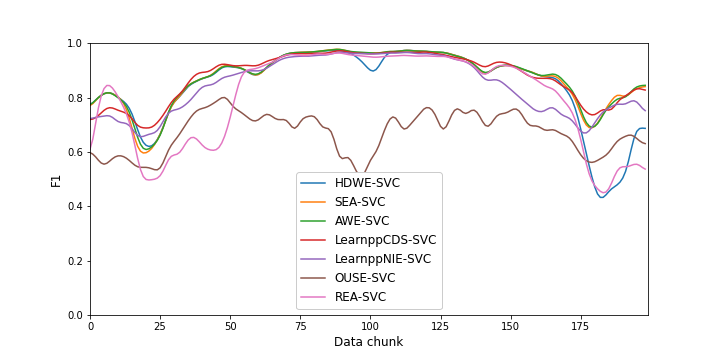 1.0
0.8
0.6
0.4
0.2
0.0
F1
0 25 50 75 100 125 150 175
Data chunk
HDWE-SVC
SEA-SVC
AWE-SVC
LearnppCDS-SVC
LearnppNIE-SVC
OUSE-SVC
REA-SVC